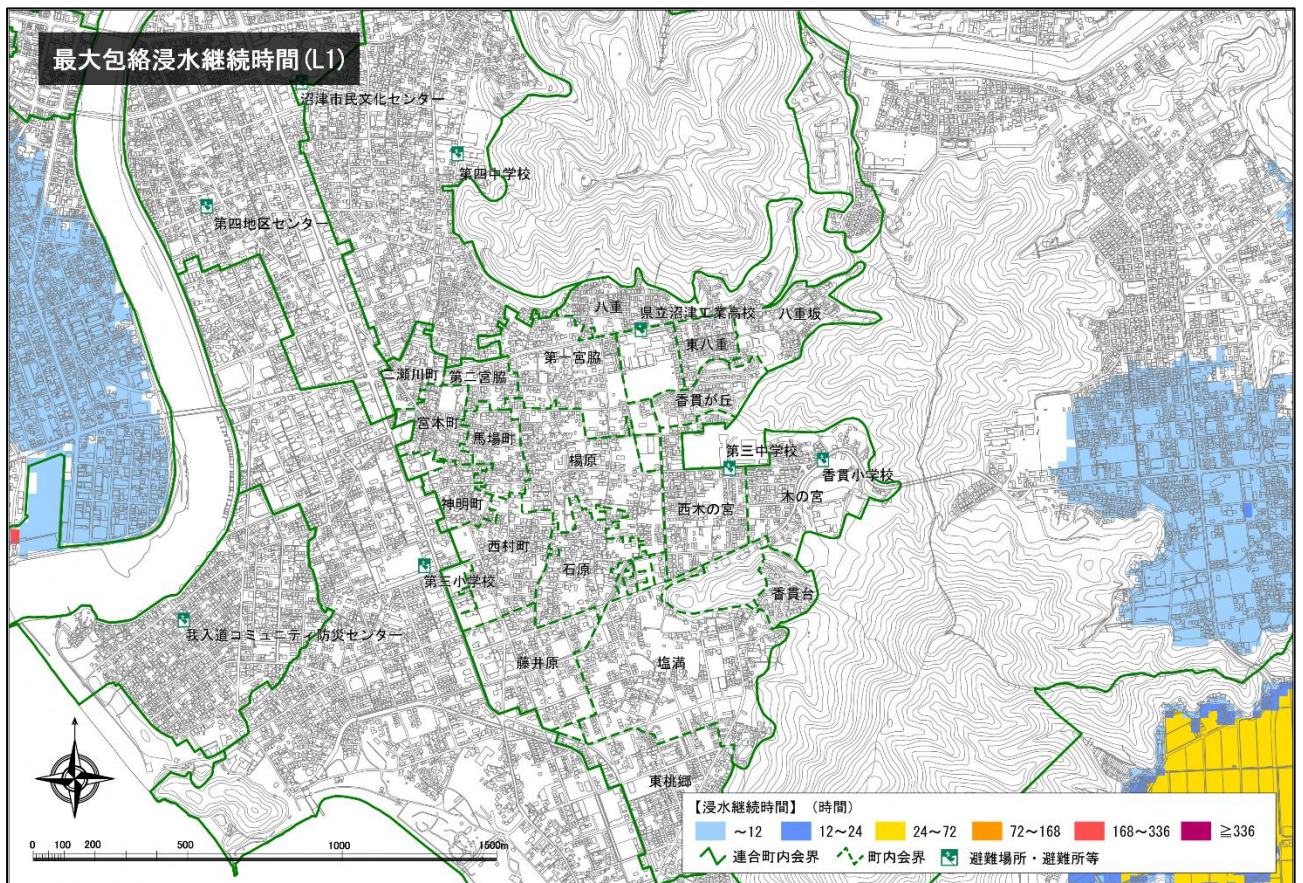 最大包絡浸水継続時間(L1)
沼津市民文化センター
第四中学校
第四地区センター
八重
県立沼津工業高校
八重坂
東八重
第一宮脇
二瀬川町
第二宮脇
香貫が丘
宮本町
馬場町
楊原
第三中学校
香貫小学校
木の宮
西木の宮
神明町
西村町
石原
第三小学校
香貫台
我入道コミュニティ防災センター
藤井原
塩満
東桃郷
0 100 200 500 1000 1500m
【浸水継続時間】 (時間)
~12 12~24 24~72 72~168 168~336 ≧336
連合町内会界 町内会界 避難場所・避難所等